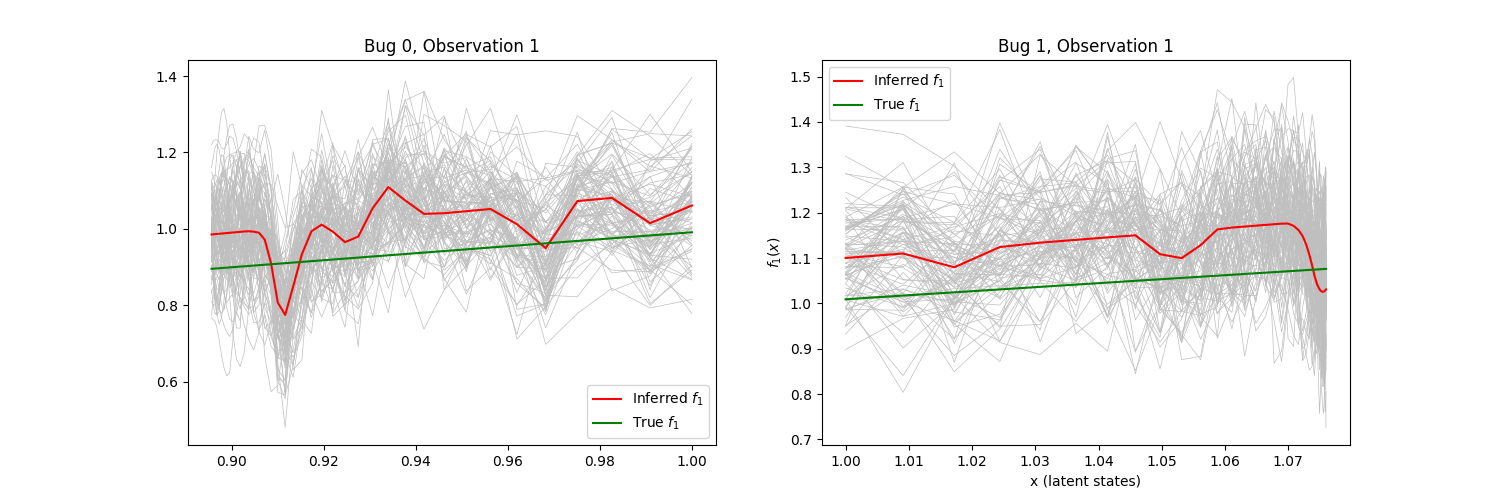 Bug 0, Observation 1
1.4
1.2
1.0
0.8
0.6
0.90 0.92 0.94 0.96 0.98 1.00
Inferred f₁
True f₁
Bug 1, Observation 1
f₁(x)
1.5
1.4
1.3
1.2
1.1
1.0
0.9
0.8
0.7
1.00 1.01 1.02 1.03 1.04 1.05 1.06 1.07
x (latent states)
Inferred f₁
True f₁